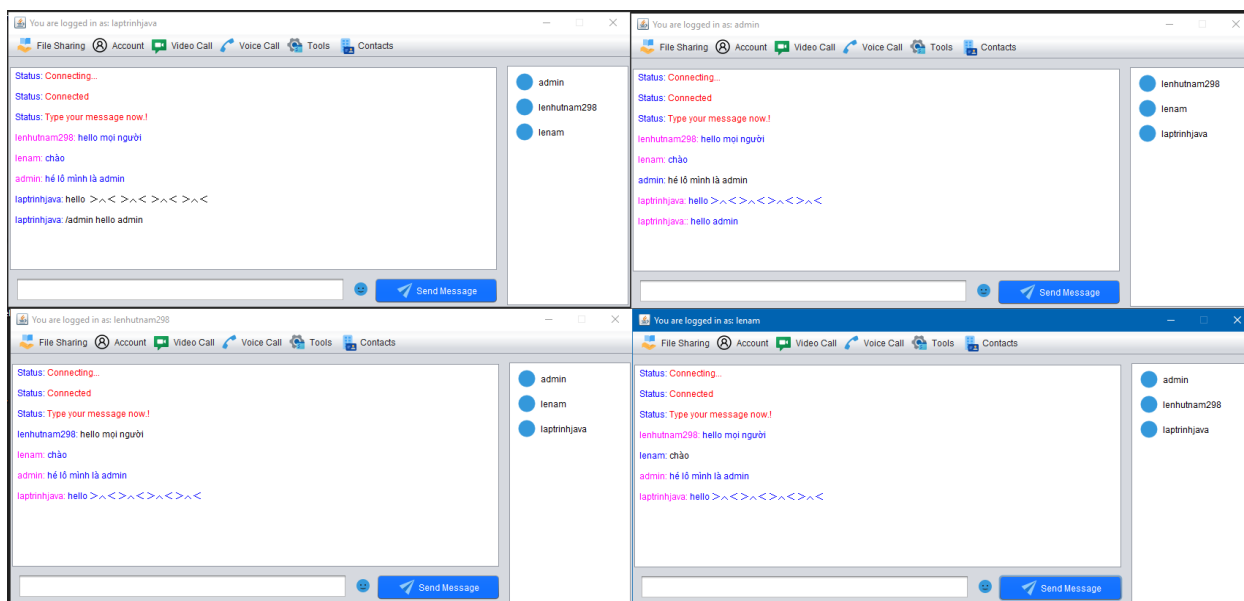 You are logged in as: laptrinhjava
File Sharing Account Video Call Voice Call Tools Contacts
Status: Connecting...
Status: Connected
Status: Type your message now.!
lenhutnam298: hello mọi người
lenam: chào
admin: hé lô mình là admin
laptrinhjava: hello >^< >^< >^< >^<
laptrinhjava: /admin hello admin
admin
lenhutnam298
lenam
Send Message
You are logged in as: admin
File Sharing Account Video Call Voice Call Tools Contacts
Status: Connecting...
Status: Connected
Status: Type your message now.!
lenhutnam298: hello mọi người
lenam: chào
admin: hé lô mình là admin
laptrinhjava: hello >^< >^< >^< >^<
laptrinhjava:: hello admin
lenhutnam298
lenam
laptrinhjava
Send Message
You are logged in as: lenhutnam298
File Sharing Account Video Call Voice Call Tools Contacts
Status: Connecting...
Status: Connected
Status: Type your message now.!
lenhutnam298: hello mọi người
lenam: chào
admin: hé lô mình là admin
laptrinhjava: hello >^< >^< >^< >^<
admin
lenam
laptrinhjava
Send Message
You are logged in as: lenam
File Sharing Account Video Call Voice Call Tools Contacts
Status: Connecting...
Status: Connected
Status: Type your message now.!
lenhutnam298: hello mọi người
lenam: chào
admin: hé lô mình là admin
laptrinhjava: hello >^< >^< >^< >^<
admin
lenhutnam298
laptrinhjava
Send Message